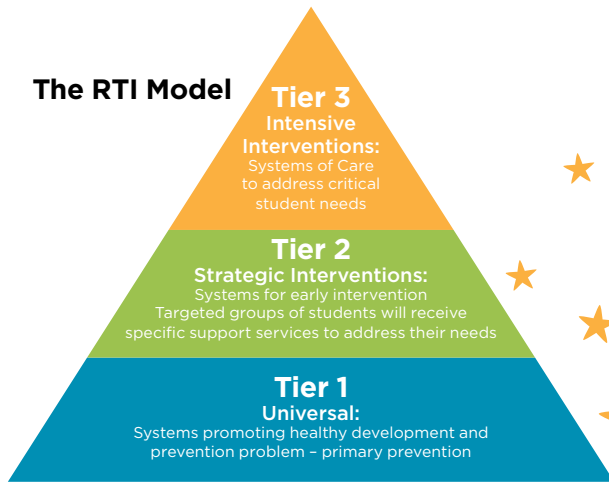 The RTI Model
Tier 3
Intensive
Interventions:
Systems of Care
to address critical
student needs
Tier 2
Strategic Interventions:
Systems for early intervention
Targeted groups of students will receive
specific support services to address their needs
Tier 1
Universal:
Systems promoting healthy development and
prevention problem – primary prevention